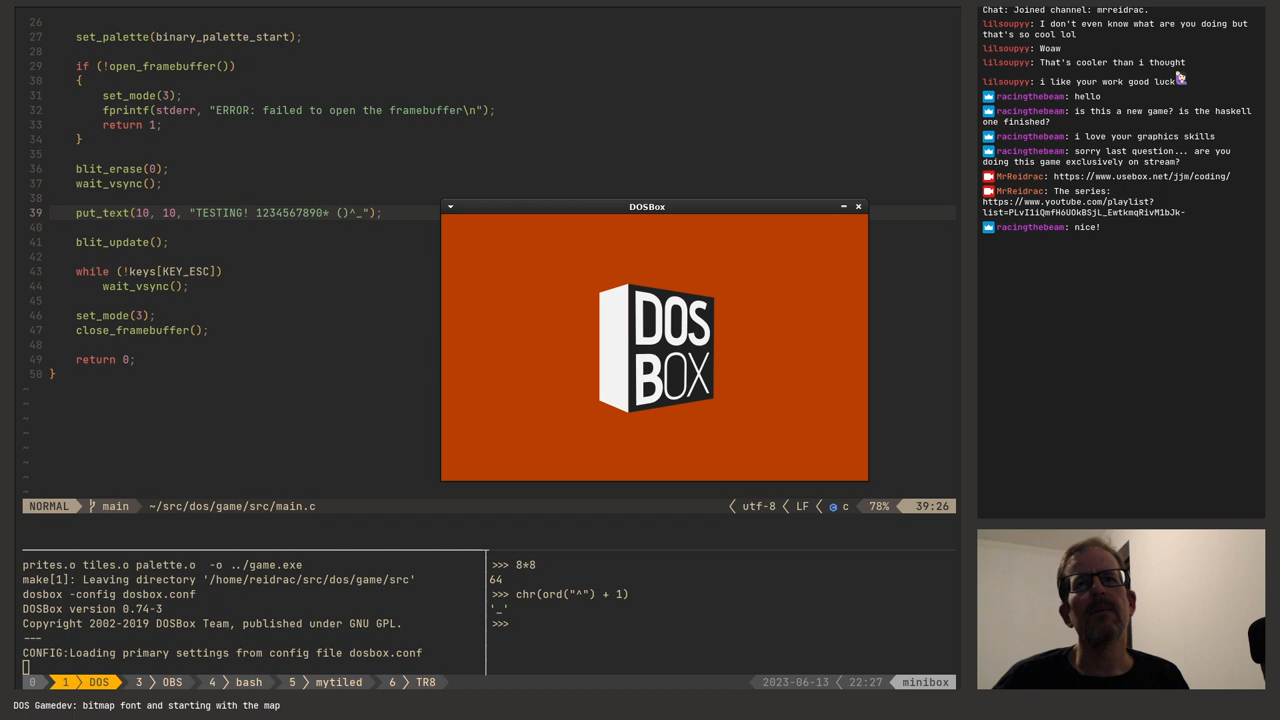 26
27 set_palette(binary_palette_start);
28
29 if (!open_framebuffer())
30 {
31 set_mode(3);
32 fprintf(stderr, "ERROR: failed to open the framebuffer\n");
33 return 1;
34 }
35
36 blit_erase(0);
37 wait_vsync();
38
39 put_text(10, 10, "TESTING! 1234567890* ()^_");
40
41 blit_update();
42
43 while (!keys[KEY_ESC])
44 wait_vsync();
45
46 set_mode(3);
47 close_framebuffer();
48
49 return 0;
50 }
~
~
~
~
~
~
~
~
NORMAL main ~/src/dos/game/src/main.c utf-8 LF c 78% 39:26
DOSBox
DOS
BOX
prites.o tiles.o palette.o -o ../game.exe
make[1]: Leaving directory '/home/reidrac/src/dos/game/src'
dosbox -config dosbox.conf
DOSBox version 0.74-3
Copyright 2002-2019 DOSBox Team, published under GNU GPL.
---
CONFIG:Loading primary settings from config file dosbox.conf
>>> 8*8
64
>>> chr(ord("^") + 1)
'_'
>>>
0 1 DOS 3 OBS 4 bash 5 mytiled 6 TR8 2023-06-13 22:27 minibox
DOS Gamedev: bitmap font and starting with the map
Chat: Joined channel: mrreidrac.
lilsoupyy: I don't even know what are you doing but
that's so cool lol
lilsoupyy: Woaw
lilsoupyy: That's cooler than i thought
lilsoupyy: i like your work good luck
racingthebeam: hello
racingthebeam: is this a new game? is the haskell
one finished?
racingthebeam: i love your graphics skills
racingthebeam: sorry last question... are you
doing this game exclusively on stream?
MrReidrac: https://www.usebox.net/jjm/coding/
MrReidrac: The series:
https://www.youtube.com/playlist?
list=PLvI1iQmfH6UOkBSjL_EwtkmqRivM1bJk-
racingthebeam: nice!